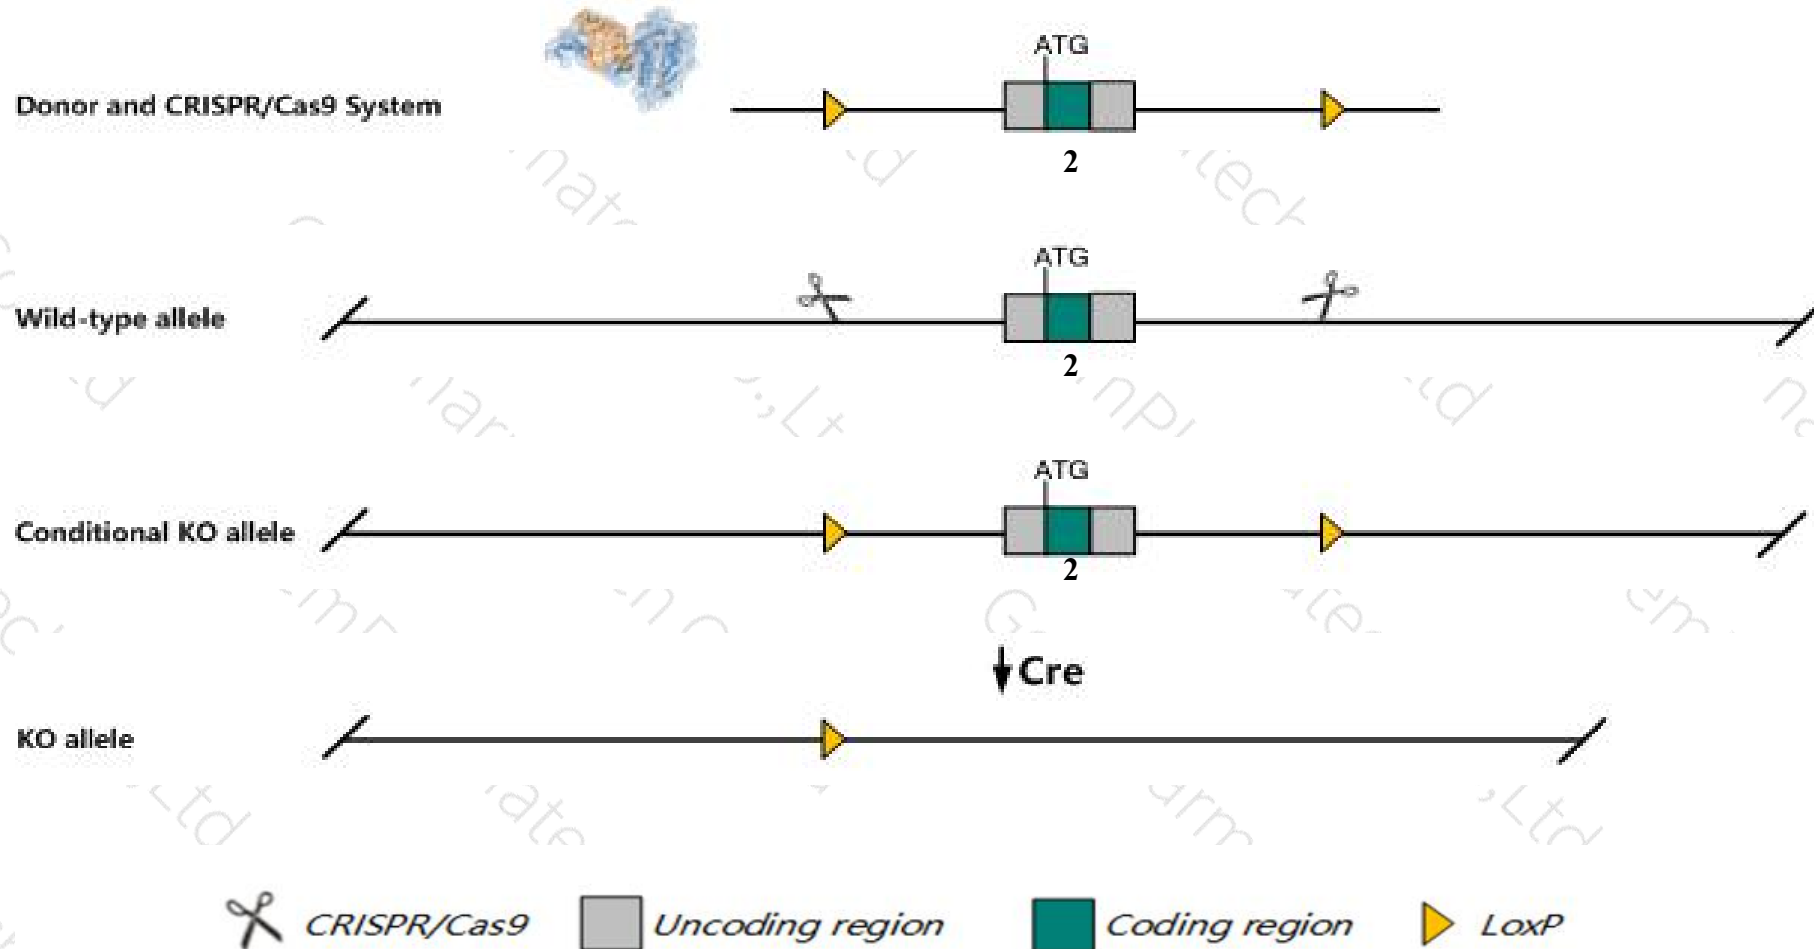 ATG
Donor and CRISPR/Cas9 System
2
ATG
Wild-type allele
2
ATG
Conditional KO allele
2
Cre
KO allele
CRISPR/Cas9
Uncoding region
Coding region
LoxP